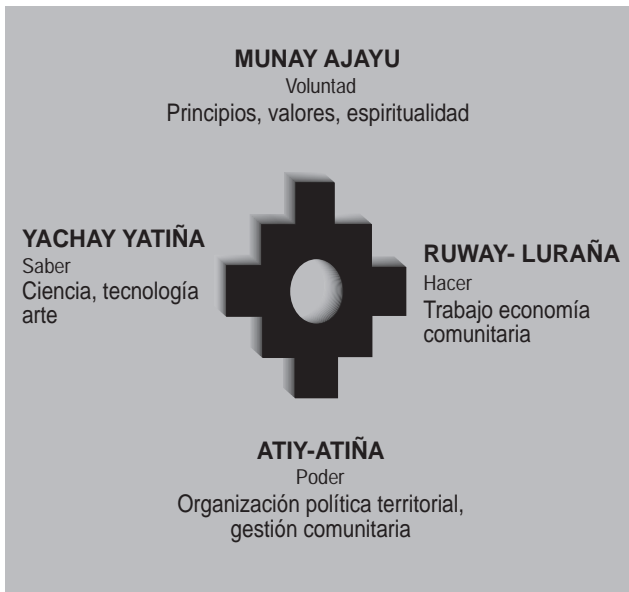 MUNAY AJAYU
Voluntad
Principios, valores, espiritualidad
YACHAY YATIÑA
Saber
Ciencia, tecnología
arte
RUWAY- LURAÑA
Hacer
Trabajo economía
comunitaria
ATIY-ATIÑA
Poder
Organización política territorial,
gestión comunitaria